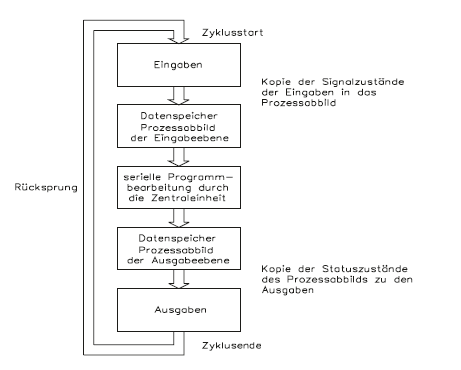 Zyklusstart
Eingaben
Kopie der Signalzustände
der Eingaben in das
Prozessabbild
Datenspeicher
Prozessabbild
der Eingabeebene
serielle Programm–
bearbeitung durch
die Zentraleinheit
Rücksprung
Datenspeicher
Prozessabbild
der Ausgabeebene
Kopie der Statuszustände
des Prozessabbilds zu den
Ausgaben
Ausgaben
Zyklusende